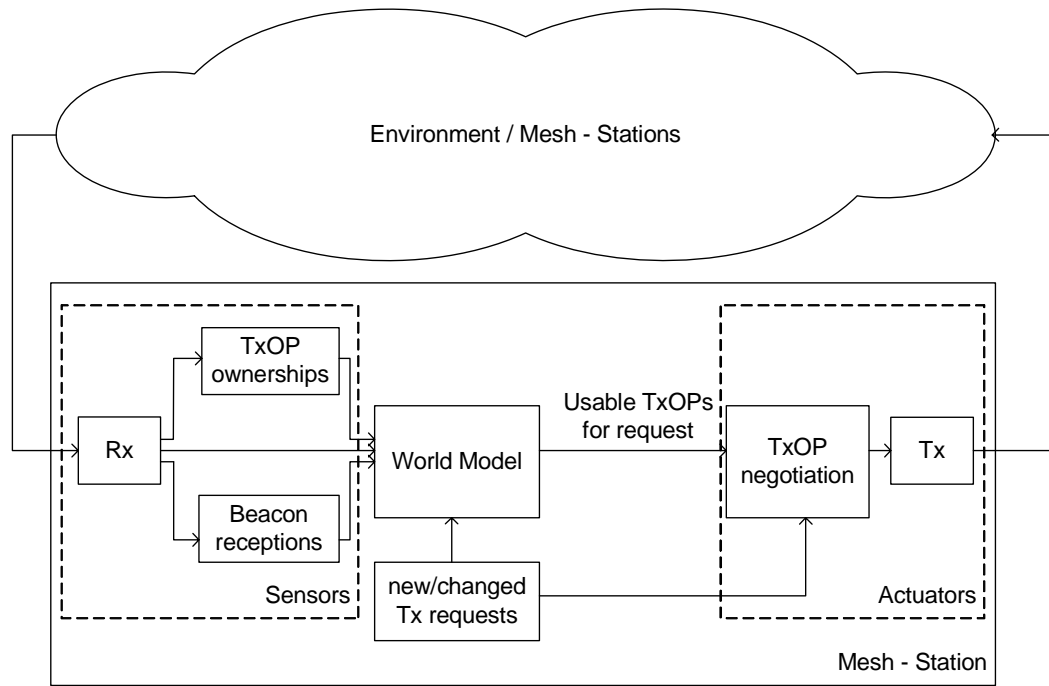 Environment / Mesh - Stations
TxOP
ownerships
Rx
Beacon
receptions
Sensors
World Model
new/changed
Tx requests
Usable TxOPs
for request
TxOP
negotiation
Tx
Actuators
Mesh - Station